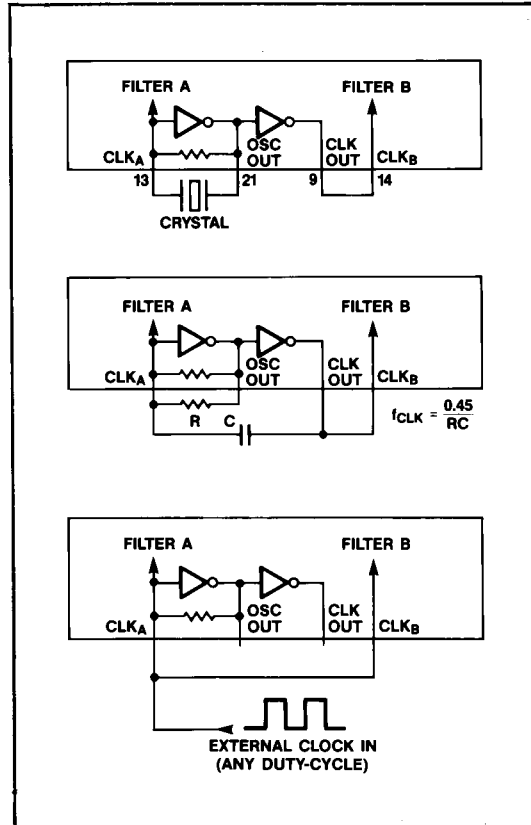 FILTER A FILTER B
CLKA OSC OUT CLK OUT CLKB
13 21 9 14
CRYSTAL
FILTER A FILTER B
CLKA OSC OUT CLK OUT CLKB
R C fCLK = 0.45/RC
FILTER A FILTER B
CLKA OSC OUT CLK OUT CLKB
EXTERNAL CLOCK IN
(ANY DUTY-CYCLE)